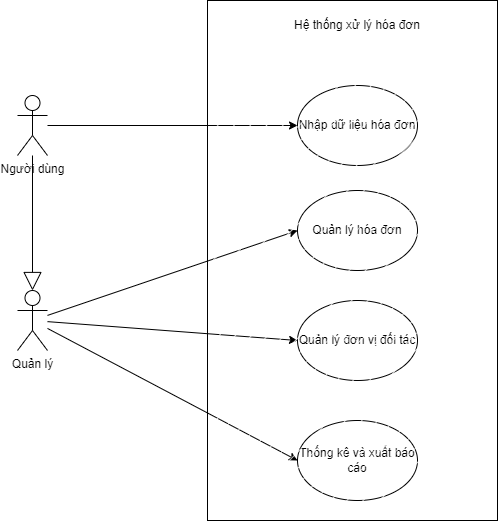 Hệ thống xử lý hóa đơn
Nhập dữ liệu hóa đơn
Người dùng
Quản lý hóa đơn
Quản lý đơn vị đối tác
Quản lý
Thống kê và xuất báo
cáo